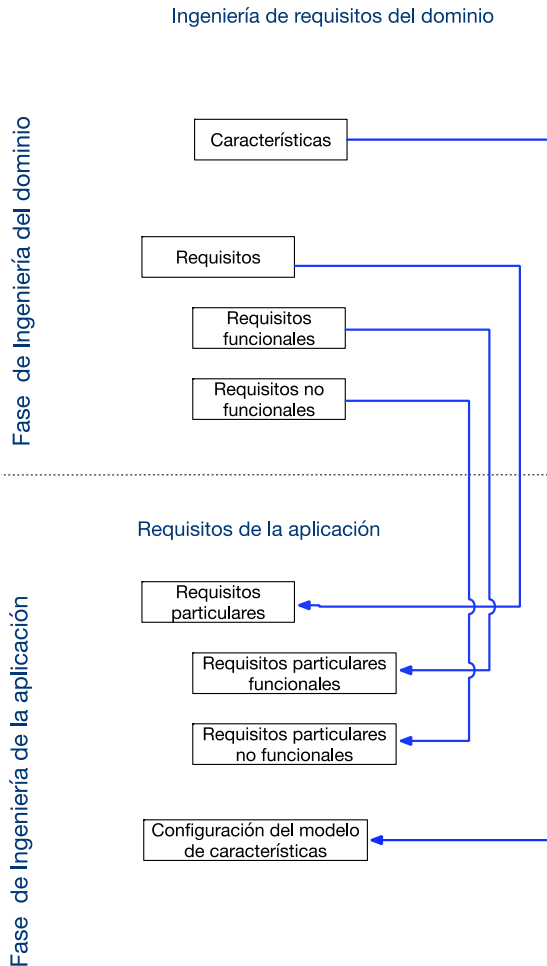 Ingeniería de requisitos del dominio
Fase de Ingeniería del dominio
Características
Requisitos
Requisitos
funcionales
Requisitos no
funcionales
Fase de Ingeniería de la aplicación
Requisitos de la aplicación
Requisitos
particulares
Requisitos particulares
funcionales
Requisitos particulares
no funcionales
Configuración del modelo
de características